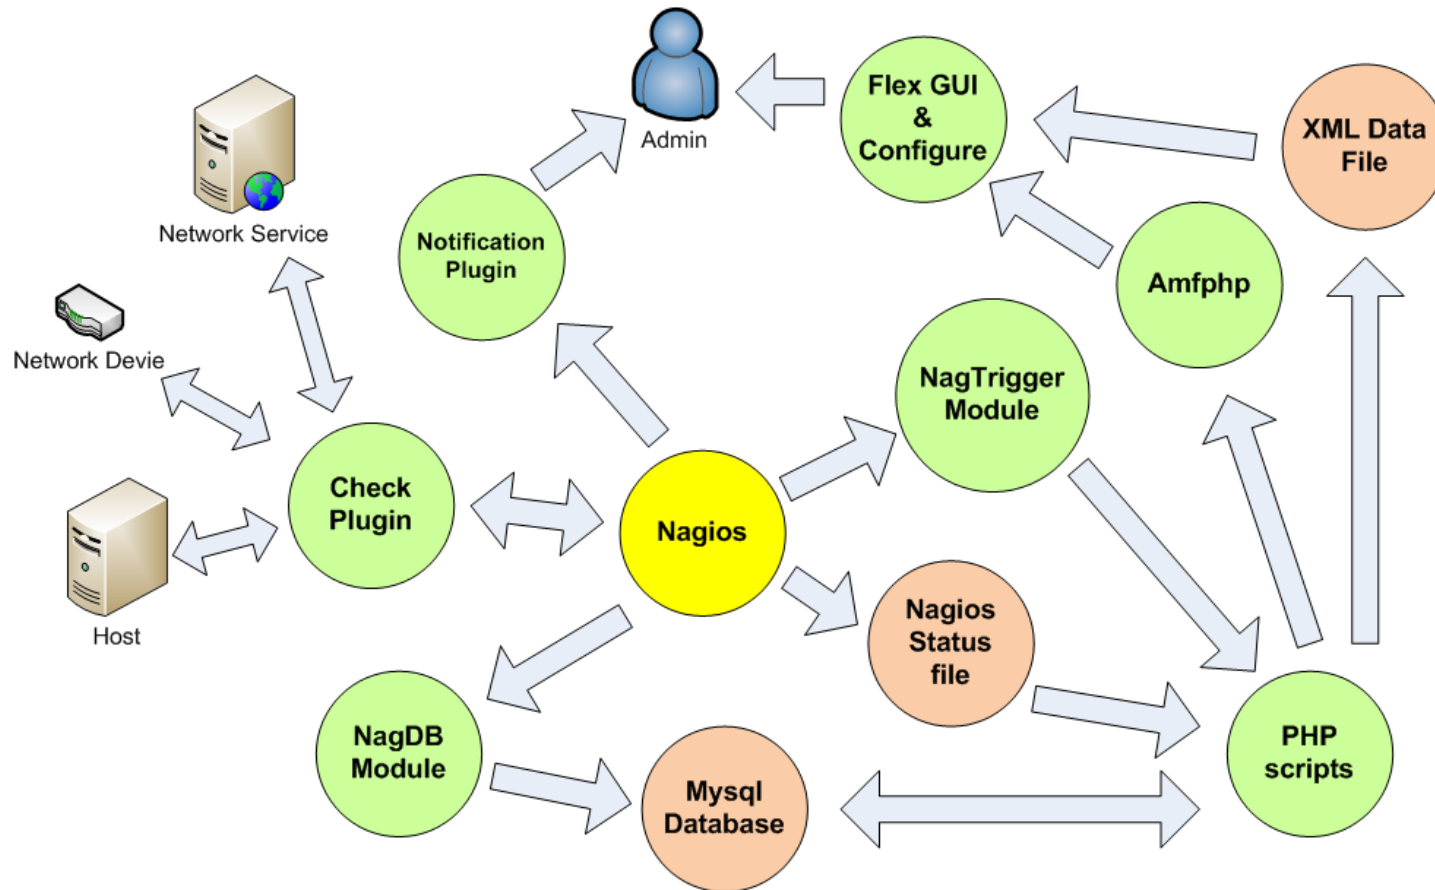 Admin
Flex GUI
&
Configure
XML Data
File
Network Service
Notification
Plugin
Amfphp
Network Devie
NagTrigger
Module
Check
Plugin
Nagios
Host
Nagios
Status
file
NagDB
Module
Mysql
Database
PHP
scripts